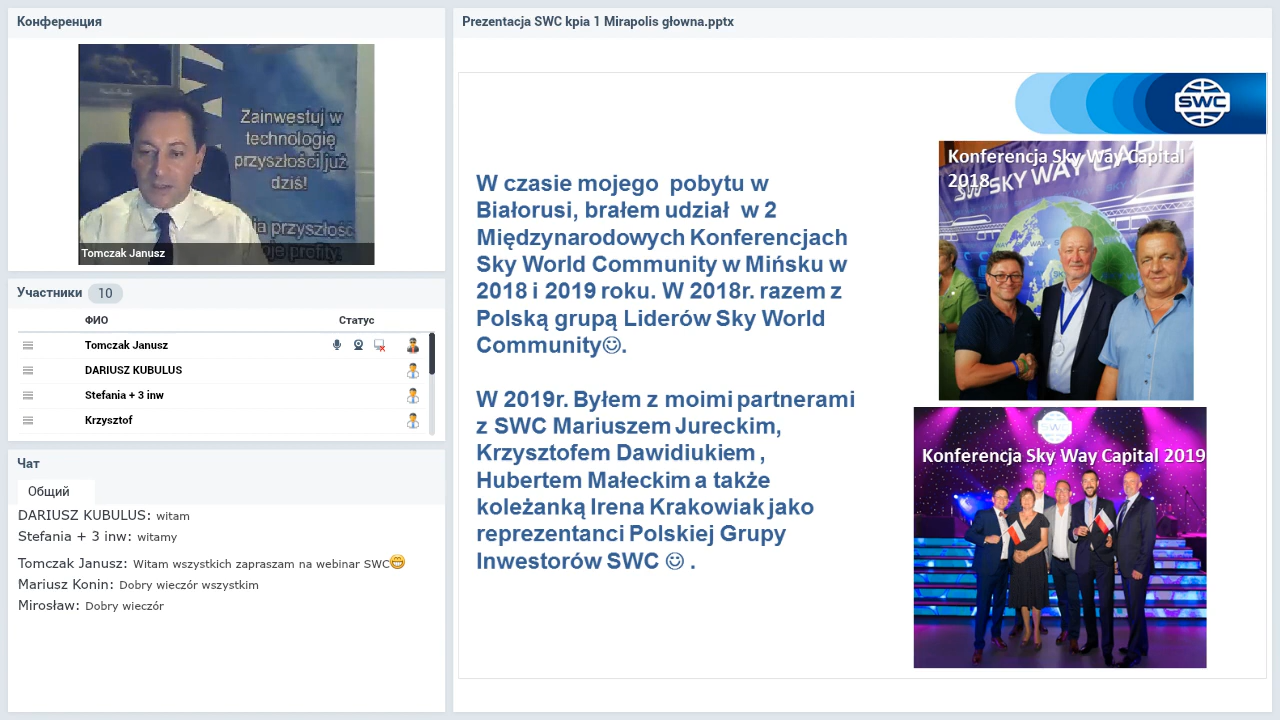 Конференция
Zainwestuj w
technologię
przyszłości już
dziś!
Tomczak Janusz
Участники 10
ФИО Статус
Tomczak Janusz
DARIUSZ KUBULUS
Stefania + 3 inw
Krzysztof
Чат
Общий
DARIUSZ KUBULUS: witam
Stefania + 3 inw: witamy
Tomczak Janusz: Witam wszystkich zapraszam na webinar SWC
Mariusz Konin: Dobry wieczór wszystkim
Mirosław: Dobry wieczór
Prezentacja SWC kpia 1 Mirapolis głowna.pptx
SWC
W czasie mojego pobytu w
Białorusi, brałem udział w 2
Międzynarodowych Konferencjach
Sky World Community w Mińsku w
2018 i 2019 roku. W 2018r. razem z
Polską grupą Liderów Sky World
Community☺.
W 2019r. Byłem z moimi partnerami
z SWC Mariuszem Jureckim,
Krzysztofem Dawidiukiem ,
Hubertem Małeckim a także
koleżanką Irena Krakowiak jako
reprezentanci Polskiej Grupy
Inwestorów SWC ☺ .
Konferencja Sky Way Capital
2018
SKY WAY CAPIT
SWC
Konferencja Sky Way Capital 2019